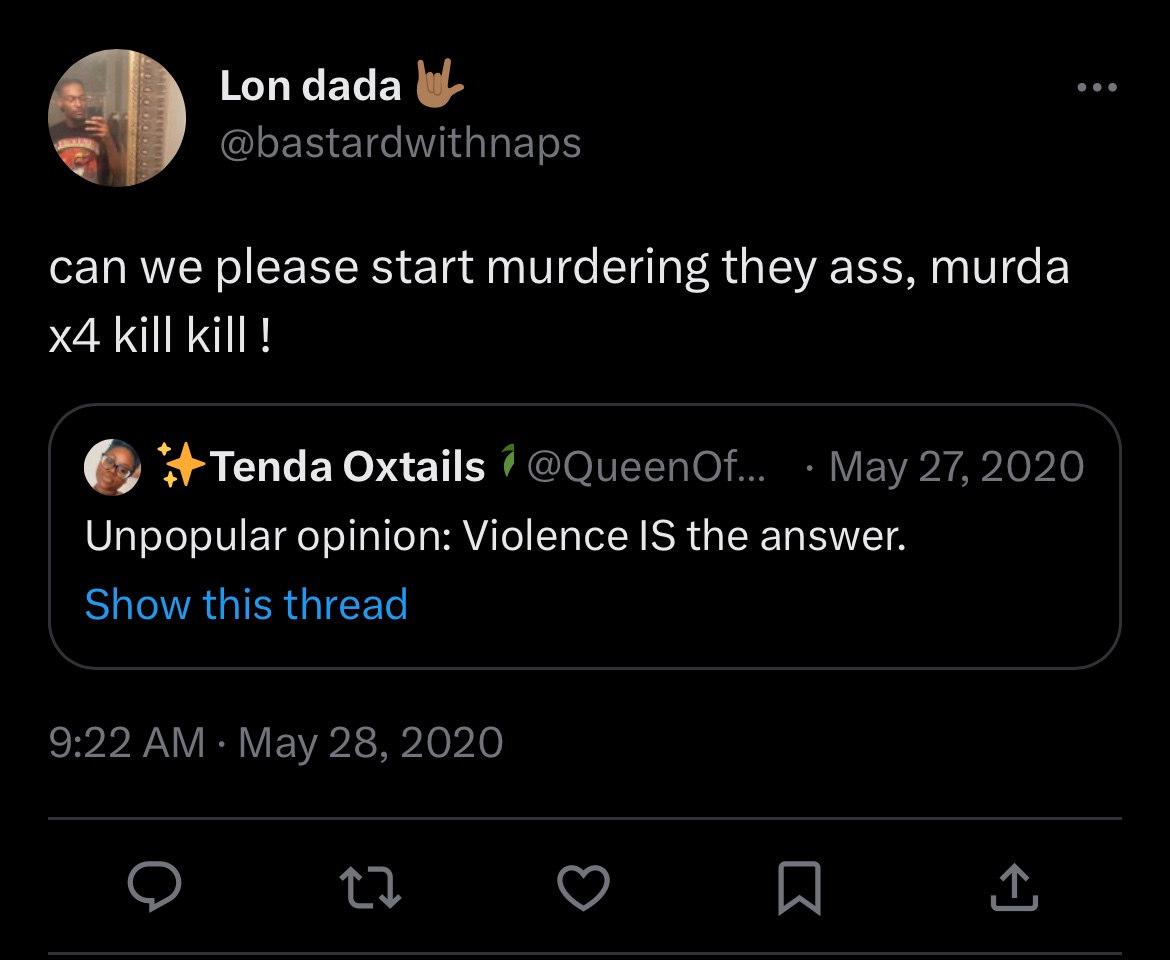 Lon dada
@bastardwithnaps
can we please start murdering they ass, murda
x4 kill kill !
Tenda Oxtails @QueenOf... · May 27, 2020
Unpopular opinion: Violence IS the answer.
Show this thread
9:22 AM · May 28, 2020